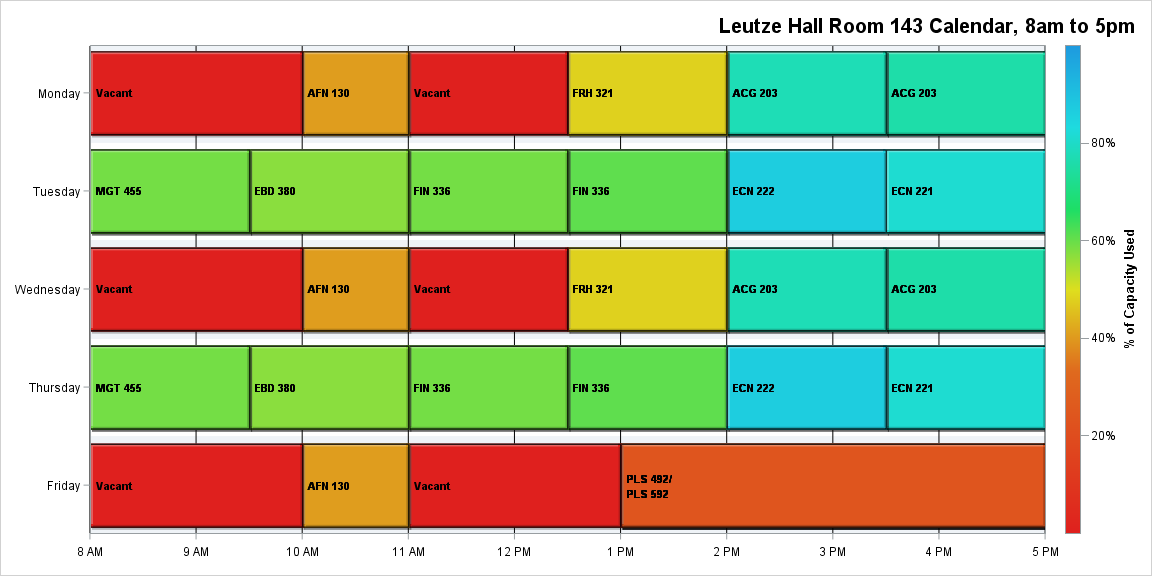 Leutze Hall Room 143 Calendar, 8am to 5pm
Monday
Vacant
AFN 130
Vacant
FRH 321
ACG 203
ACG 203
Tuesday
MGT 455
EBD 380
FIN 336
FIN 336
ECN 222
ECN 221
Wednesday
Vacant
AFN 130
Vacant
FRH 321
ACG 203
ACG 203
Thursday
MGT 455
EBD 380
FIN 336
FIN 336
ECN 222
ECN 221
Friday
Vacant
AFN 130
Vacant
PLS 492/
PLS 592
8 AM
9 AM
10 AM
11 AM
12 PM
1 PM
2 PM
3 PM
4 PM
5 PM
80%
60%
40%
20%
% of Capacity Used